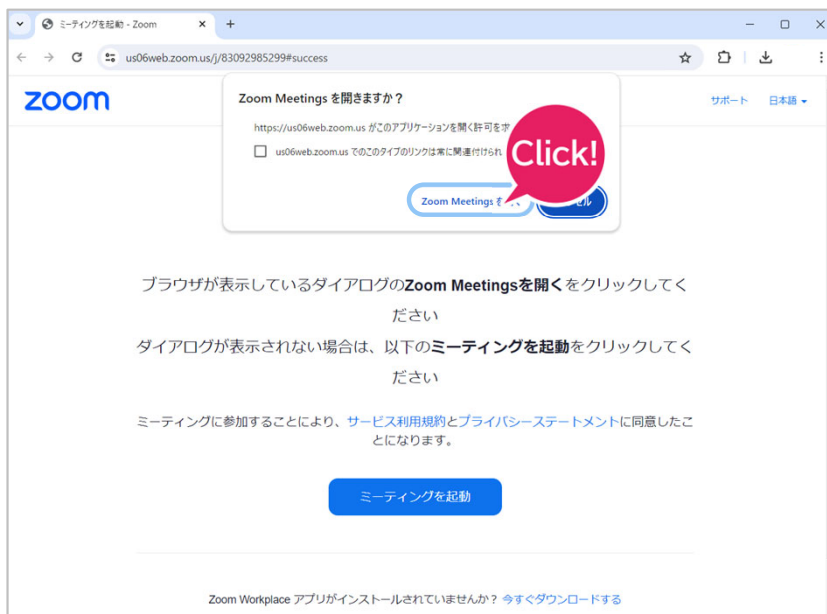 ミーティングを起動 - Zoom
us06web.zoom.us/j/83092985299#success
zoom
サポート 日本語
Zoom Meetings を開きますか？
https://us06web.zoom.us がこのアプリケーションを開く許可を求
us06web.zoom.us でのこのタイプのリンクは常に関連付けられ
Click!
Zoom Meetings を
ル
ブラウザが表示しているダイアログのZoom Meetingsを開くをクリックしてく
ださい
ダイアログが表示されない場合は、以下のミーティングを起動をクリックしてく
ださい
ミーティングに参加することにより、サービス利用規約とプライバシーステートメントに同意したこ
とになります。
ミーティングを起動
Zoom Workplace アプリがインストールされていませんか？ 今すぐダウンロードする